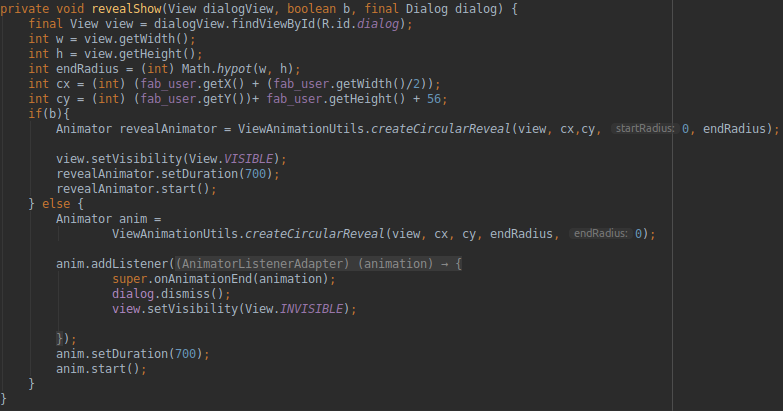 private void revealShow(View dialogView, boolean b, final Dialog dialog) {
    final View view = dialogView.findViewById(R.id.dialog);
    int w = view.getWidth();
    int h = view.getHeight();
    int endRadius = (int) Math.hypot(w, h);
    int cx = (int) (fab_user.getX() + (fab_user.getWidth()/2));
    int cy = (int) (fab_user.getY())+ fab_user.getHeight() + 56;
    if(b){
        Animator revealAnimator = ViewAnimationUtils.createCircularReveal(view, cx,cy, startRadius: 0, endRadius);
        view.setVisibility(View.VISIBLE);
        revealAnimator.setDuration(700);
        revealAnimator.start();
    } else {
        Animator anim =
                ViewAnimationUtils.createCircularReveal(view, cx, cy, endRadius, endRadius: 0);
        anim.addListener((AnimatorListenerAdapter) (animation) → {
                super.onAnimationEnd(animation);
                dialog.dismiss();
                view.setVisibility(View.INVISIBLE);
        });
        anim.setDuration(700);
        anim.start();
    }
}